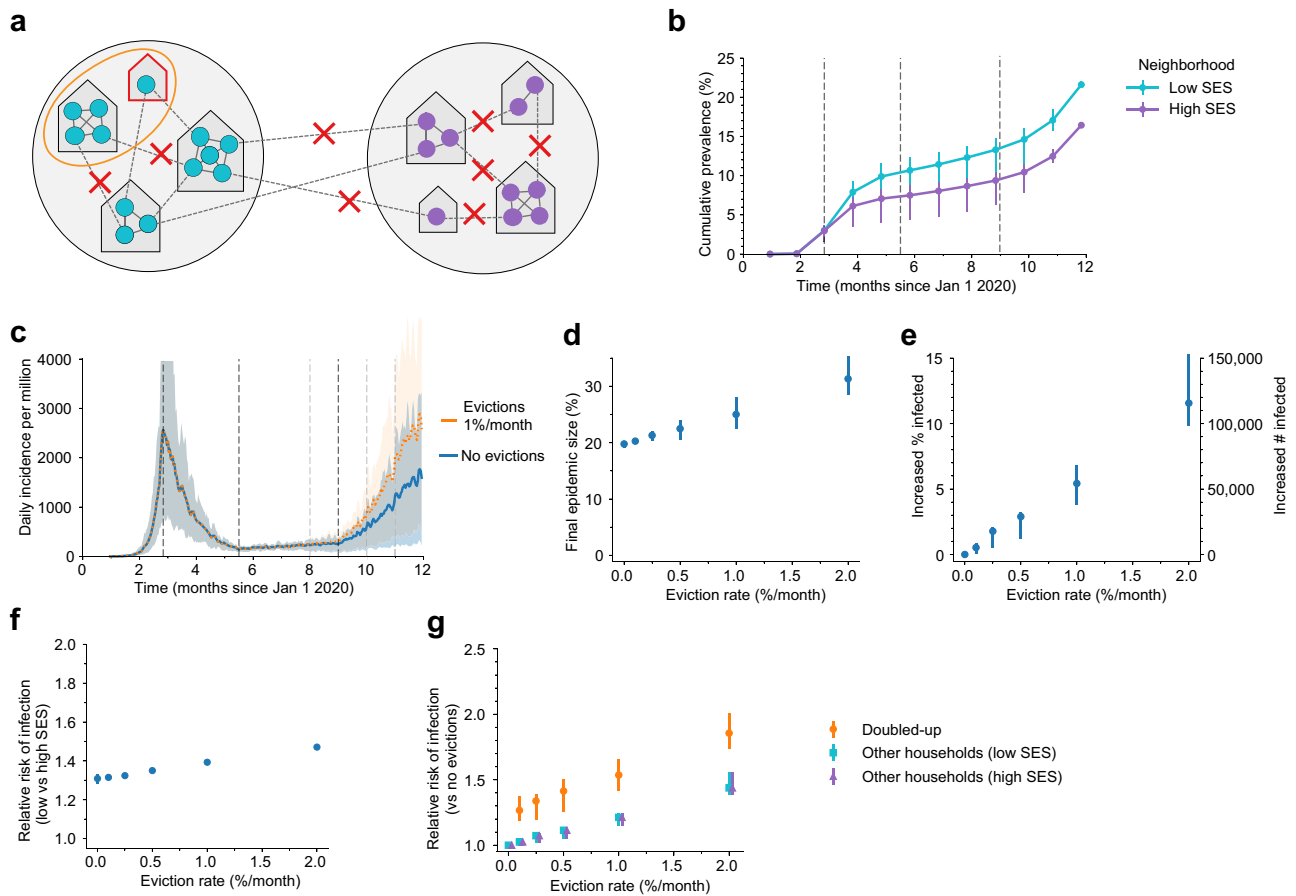 a
b
Cumulative prevalence (%)
25
20
15
10
5
0
0
2
4
6
8
10
12
Time (months since Jan 1 2020)
Neighborhood
Low SES
High SES
c
Daily incidence per million
4000
3000
2000
1000
0
0
2
4
6
8
10
12
Time (months since Jan 1 2020)
Evictions
1%/month
No evictions
d
Final epidemic size (%)
30
20
10
0
0.0
0.5
1.0
1.5
2.0
Eviction rate (%/month)
e
Increased % infected
15
10
5
0
0.0
0.5
1.0
1.5
2.0
Eviction rate (%/month)
150,000
100,000
50,000
0
Increased # infected
f
Relative risk of infection
(low vs high SES)
2.0
1.8
1.6
1.4
1.2
1.0
0.0
0.5
1.0
1.5
2.0
Eviction rate (%/month)
g
Relative risk of infection
(vs no evictions)
2.5
2.0
1.5
1.0
0.0
0.5
1.0
1.5
2.0
Eviction rate (%/month)
Doubled-up
Other households (low SES)
Other households (high SES)